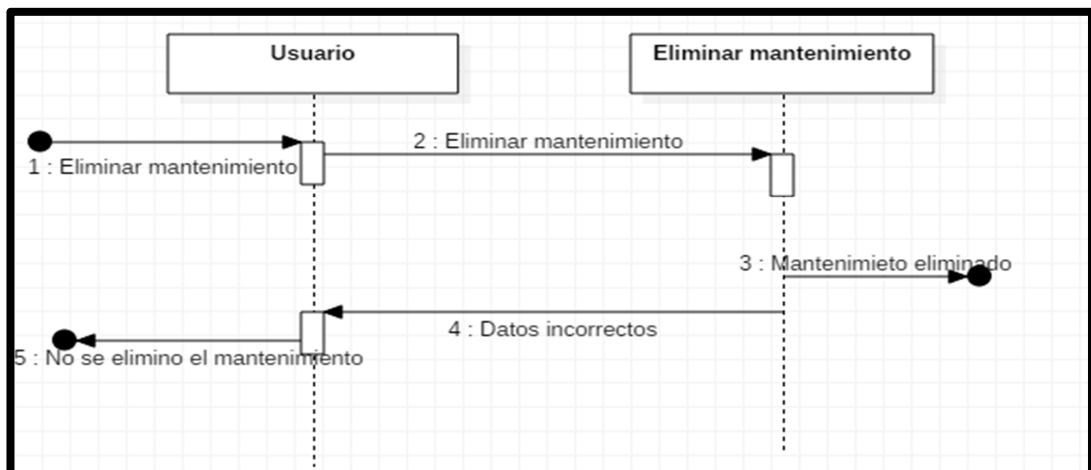 Usuario
Eliminar mantenimiento
1 : Eliminar mantenimiento
2 : Eliminar mantenimiento
3 : Mantenimieto eliminado
4 : Datos incorrectos
5 : No se elimino el mantenimiento